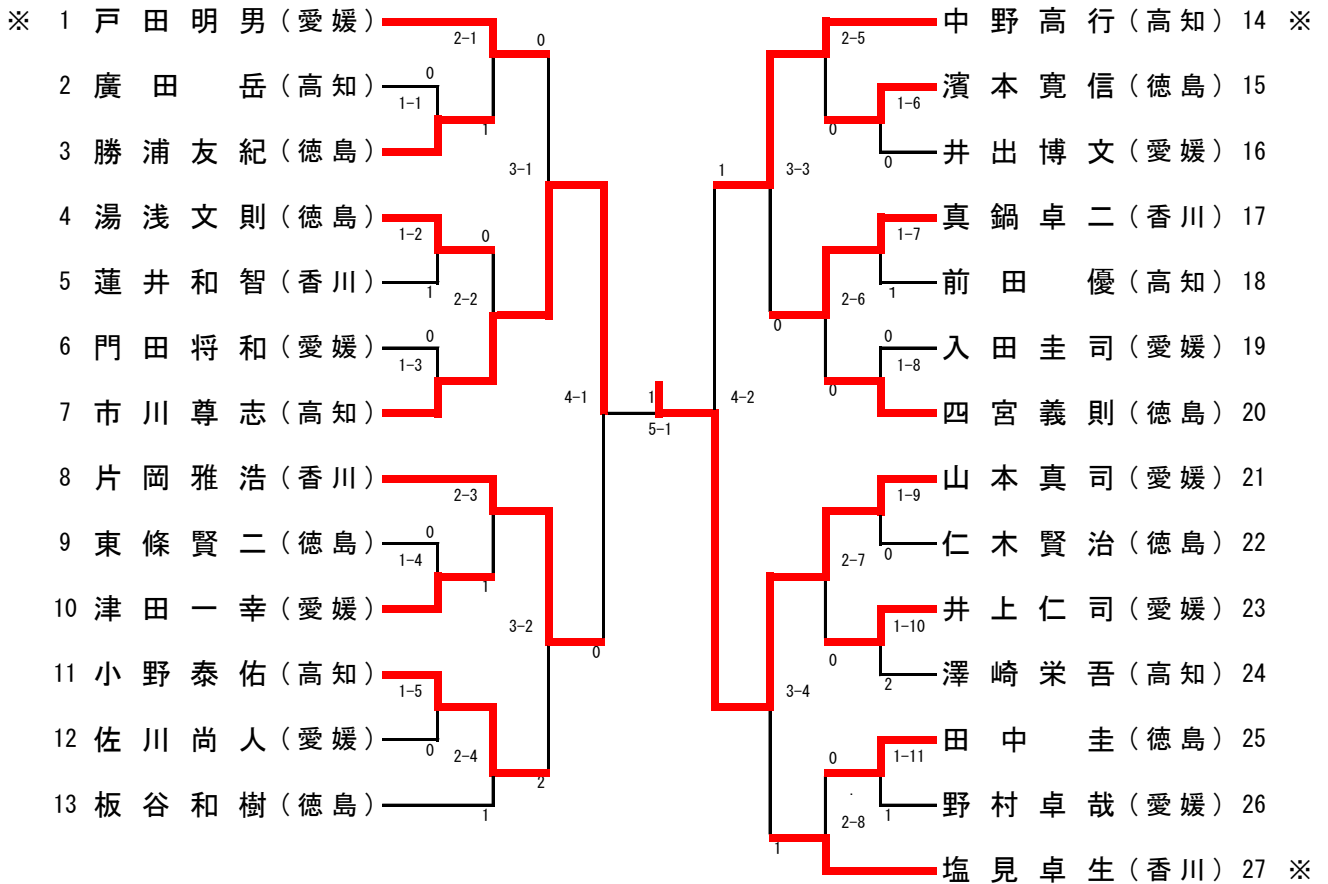 ※ 1 戸田明男(愛媛)
2 廣田 岳(高知)
3 勝浦友紀(徳島)
4 湯浅文則(徳島)
5 蓮井和智(香川)
6 門田将和(愛媛)
7 市川尊志(高知)
8 片岡雅浩(香川)
9 東條賢二(徳島)
10 津田一幸(愛媛)
11 小野泰佑(高知)
12 佐川尚人(愛媛)
13 板谷和樹(徳島)
2-1
0
0
1-1
1
3-1
1-2
0
1
2-2
0
1-3
4-1
2-3
0
1-4
1
3-2
0
1-5
0
2-4
2
1
1
5-1
中野高行(高知) 14 ※
濱本寛信(徳島) 15
井出博文(愛媛) 16
真鍋卓二(香川) 17
前田 優(高知) 18
入田圭司(愛媛) 19
四宮義則(徳島) 20
山本真司(愛媛) 21
仁木賢治(徳島) 22
井上仁司(愛媛) 23
澤崎栄吾(高知) 24
田中 圭(徳島) 25
野村卓哉(愛媛) 26
塩見卓生(香川) 27 ※
2-5
1-6
0
0
1
3-3
1-7
1
2-6
0
0
1-8
0
4-2
1-9
0
2-7
1-10
0
2
3-4
1-11
0
1
2-8
1